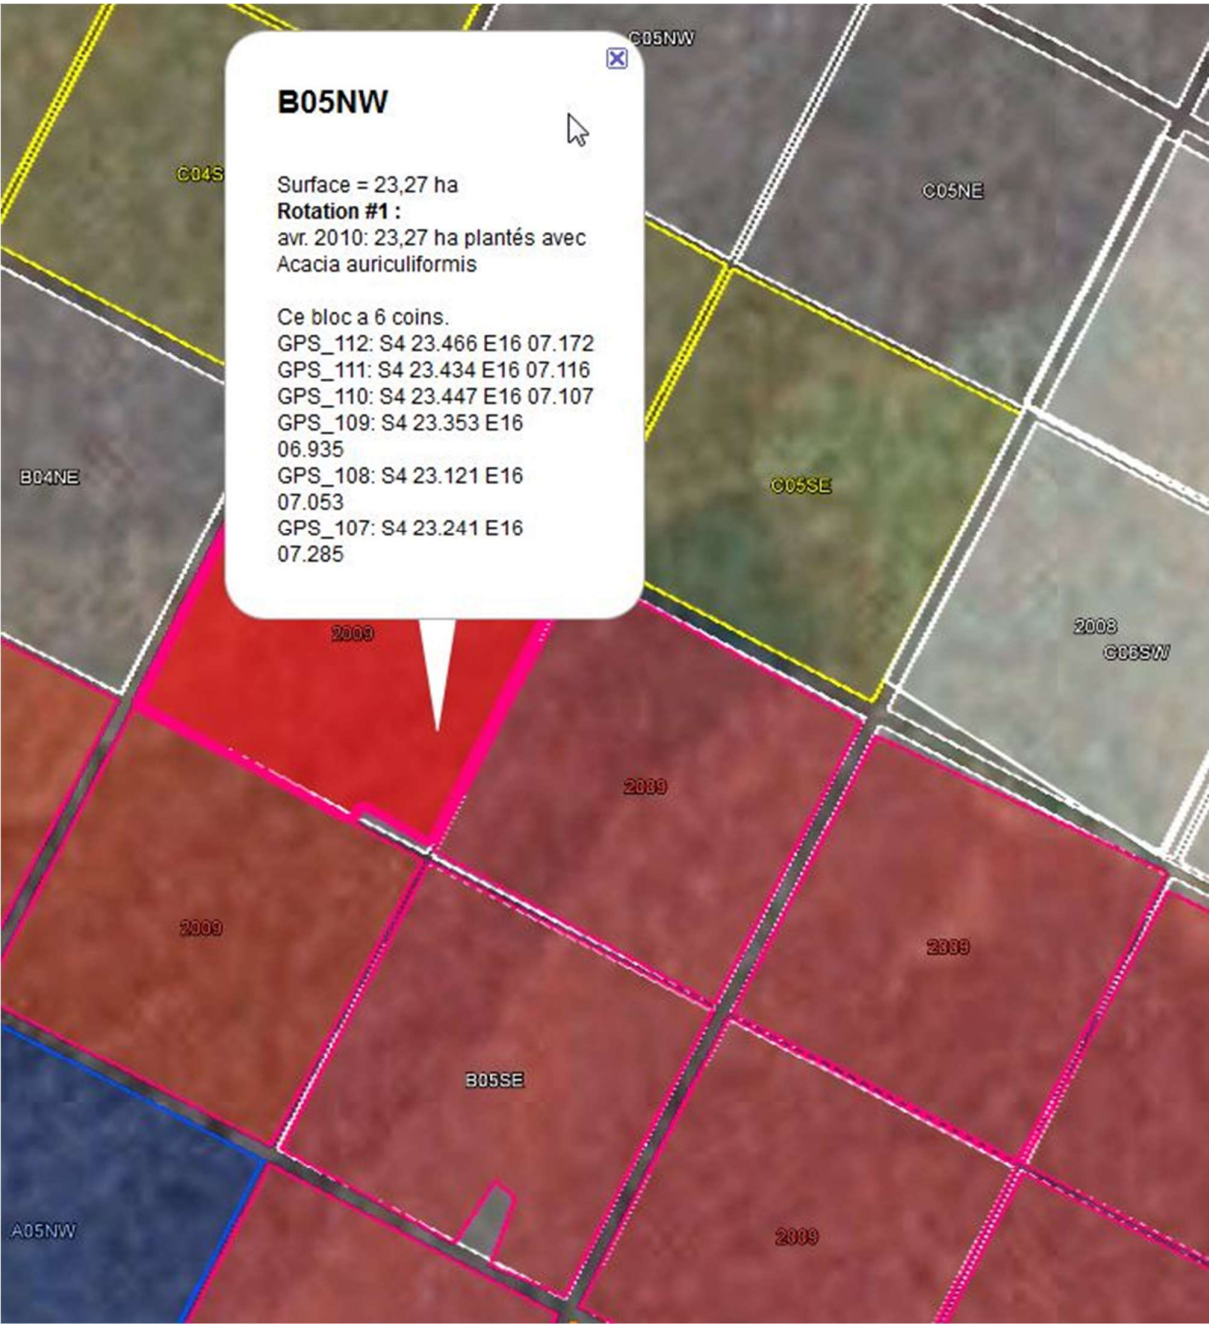 C05NW
B05NW
C04S
Surface = 23,27 ha
C05NE
Rotation #1 :
avr. 2010: 23,27 ha plantés avec
Acacia auriculiformis
Ce bloc a 6 coins.
GPS_112: S4 23.466 E16 07.172
GPS_111: S4 23.434 E16 07.116
GPS_110: S4 23.447 E16 07.107
GPS_109: S4 23.353 E16
06.935
GPS_108: S4 23.121 E16
07.053
GPS_107: S4 23.241 E16
07.285
B04NE
C05SE
2009
2008
C06SW
2009
2009
2009
B05SE
A05NW
2009